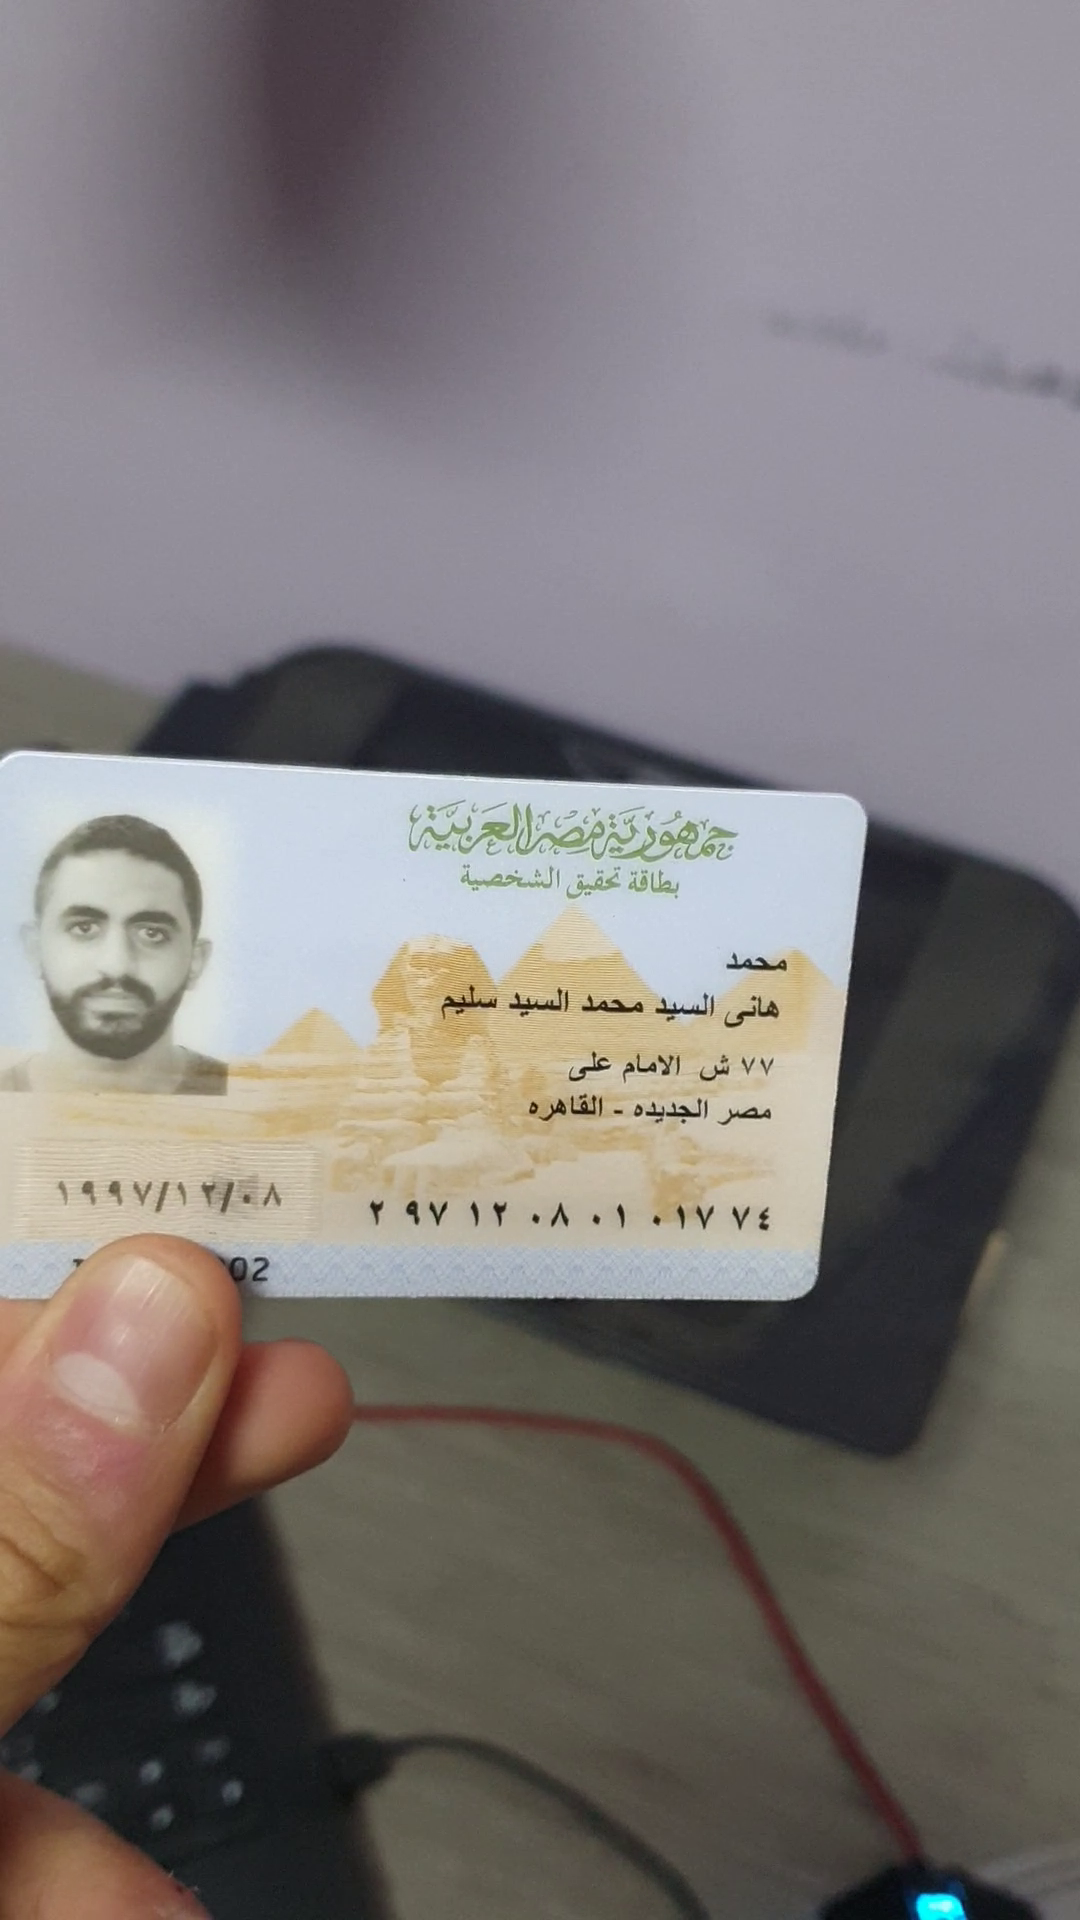 جمهورية مصر العربية
بطاقة تحقيق الشخصية
محمد
هانى السيد محمد السيد سليم
٧٧ ش الامام على
مصر الجديده - القاهره
١٩٩٧/١٢/٠٨
٢ ٩٧ ١٢ ٠٨ ٠١ ٠١٧ ٧٤
02